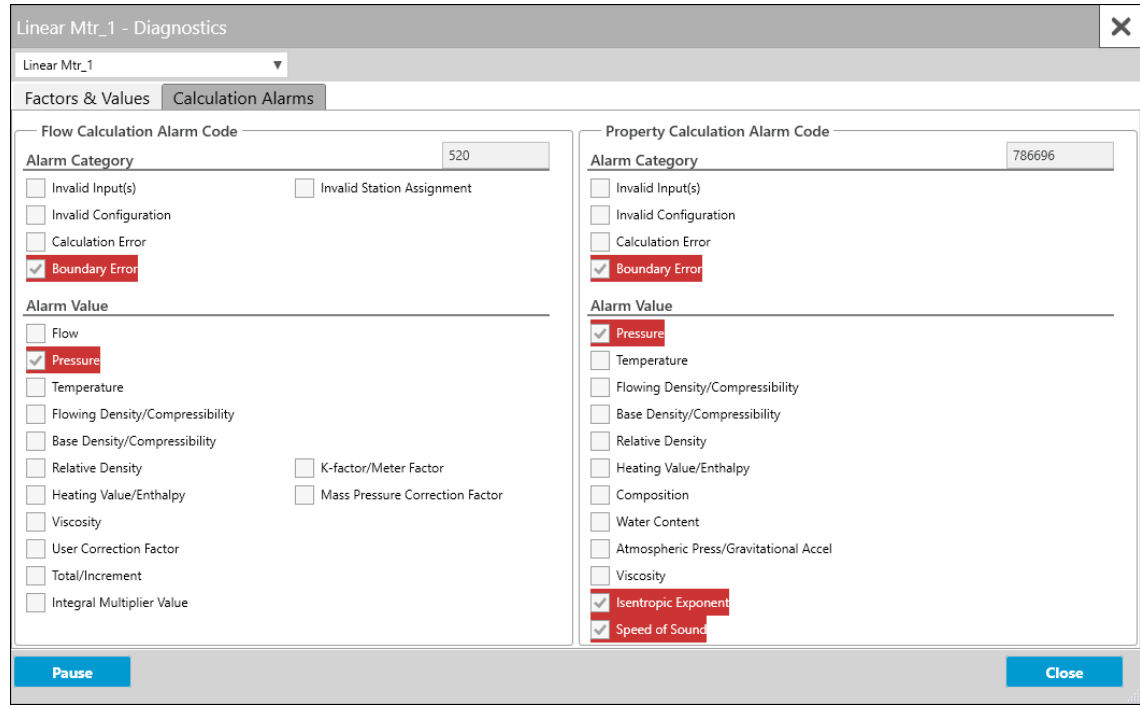 Linear Mtr_1 - Diagnostics
Linear Mtr_1
Factors & Values Calculation Alarms
Flow Calculation Alarm Code
Alarm Category 520
Invalid Input(s) Invalid Station Assignment
Invalid Configuration
Calculation Error
Boundary Error
Alarm Value
Flow
Pressure
Temperature
Flowing Density/Compressibility
Base Density/Compressibility
Relative Density K-factor/Meter Factor
Heating Value/Enthalpy Mass Pressure Correction Factor
Viscosity
User Correction Factor
Total/Increment
Integral Multiplier Value
Property Calculation Alarm Code
Alarm Category 786696
Invalid Input(s)
Invalid Configuration
Calculation Error
Boundary Error
Alarm Value
Pressure
Temperature
Flowing Density/Compressibility
Base Density/Compressibility
Relative Density
Heating Value/Enthalpy
Composition
Water Content
Atmospheric Press/Gravitational Accel
Viscosity
Isentropic Exponent
Speed of Sound
Pause Close